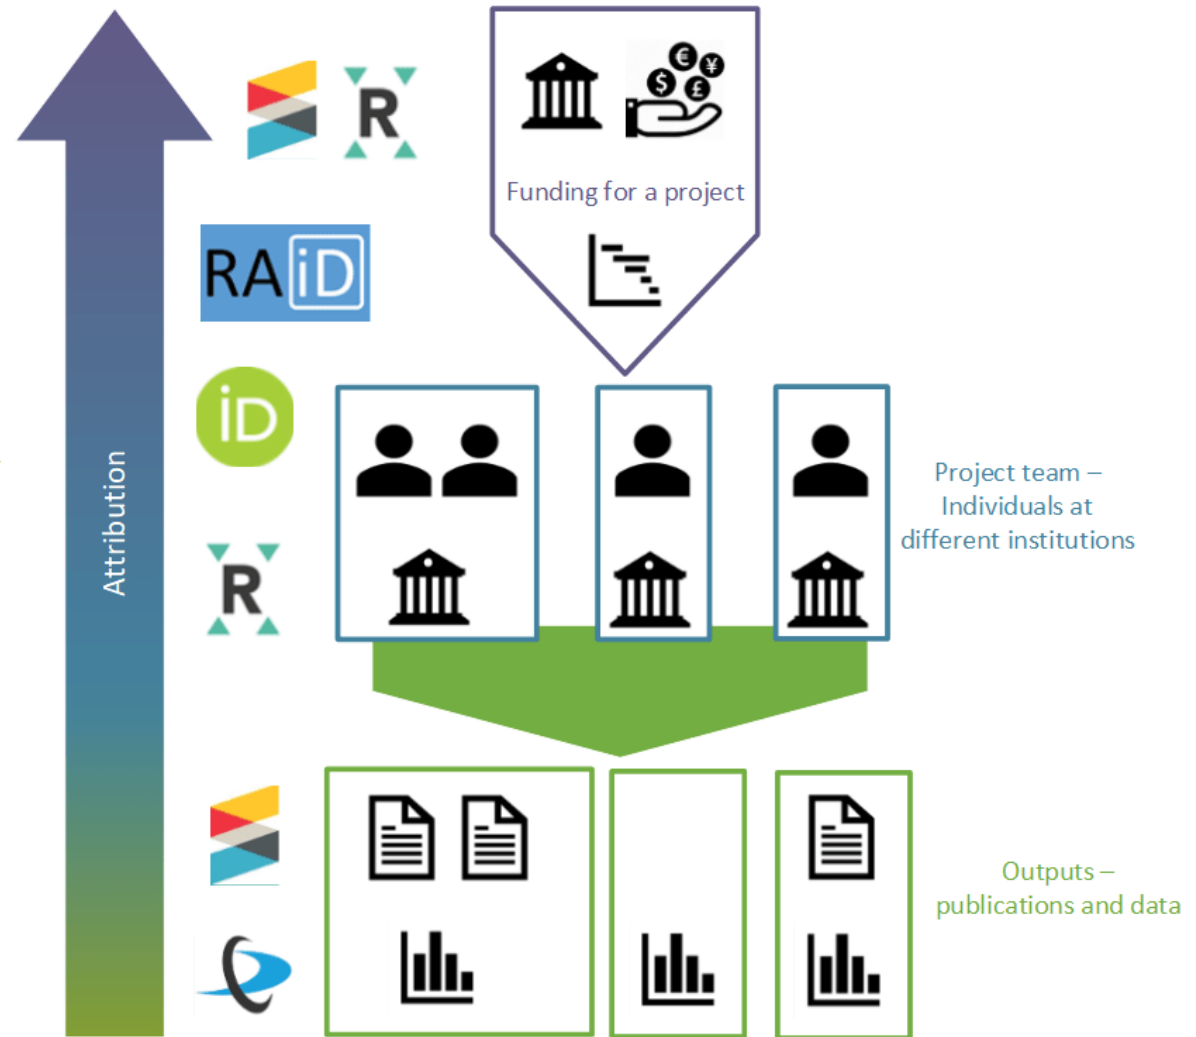 R
Funding for a project
RAiD
iD
Attribution
Project team –
Individuals at
different institutions
R
Outputs –
publications and data